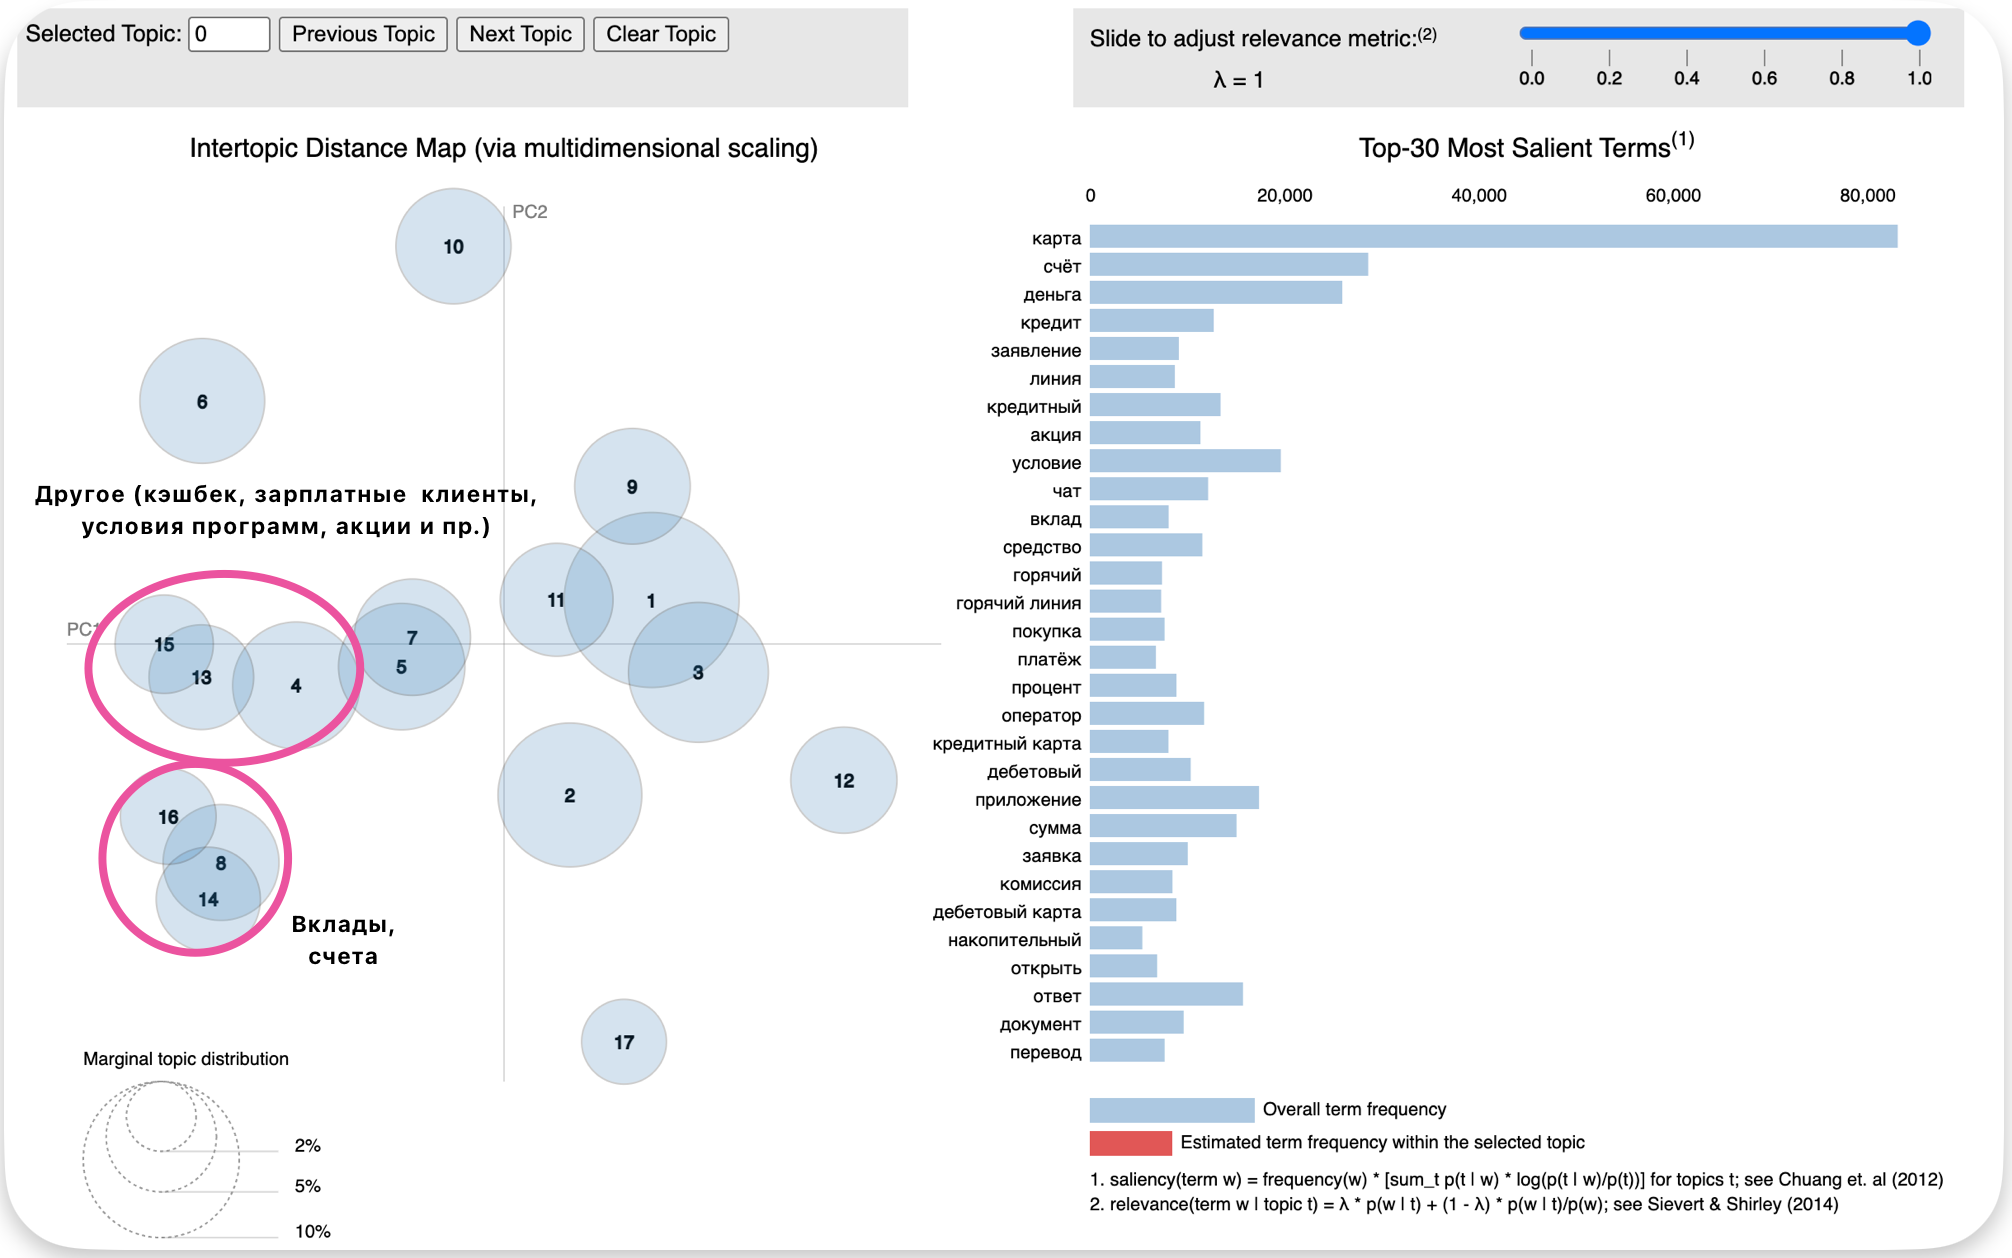 Selected Topic: 0 Previous Topic Next Topic Clear Topic
Slide to adjust relevance metric:(2)
λ = 1
0.0 0.2 0.4 0.6 0.8 1.0
Intertopic Distance Map (via multidimensional scaling)
PC2
10
6
9
Другое (кэшбек, зарплатные клиенты,
условия программ, акции и пр.)
11
1
PC1
15
7
5
13
4
3
2
12
16
8
14
Вклады,
счета
17
Marginal topic distribution
2%
5%
10%
Top-30 Most Salient Terms(1)
0 20,000 40,000 60,000 80,000
карта
счёт
деньга
кредит
заявление
линия
кредитный
акция
условие
чат
вклад
средство
горячий
горячий линия
покупка
платёж
процент
оператор
кредитный карта
дебетовый
приложение
сумма
заявка
комиссия
дебетовый карта
накопительный
открыть
ответ
документ
перевод
Overall term frequency
Estimated term frequency within the selected topic
1. saliency(term w) = frequency(w) * [sum_t p(t | w) * log(p(t | w)/p(t))] for topics t; see Chuang et. al (2012)
2. relevance(term w | topic t) = λ * p(w | t) + (1 - λ) * p(w | t)/p(w); see Sievert & Shirley (2014)